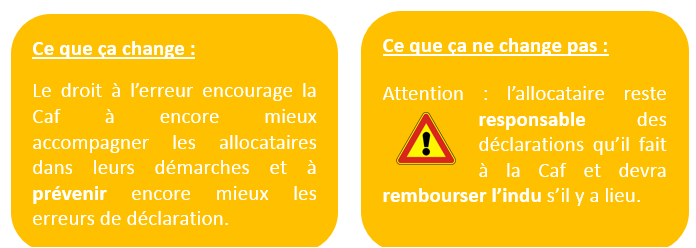 Ce que ça change :
Le droit à l’erreur encourage la
Caf à encore mieux
accompagner les allocataires
dans leurs démarches et à
prévenir encore mieux les
erreurs de déclaration.
Ce que ça ne change pas :
Attention : l’allocataire reste
responsable des
déclarations qu’il fait
à la Caf et devra
rembourser l’indu s’il y a lieu.